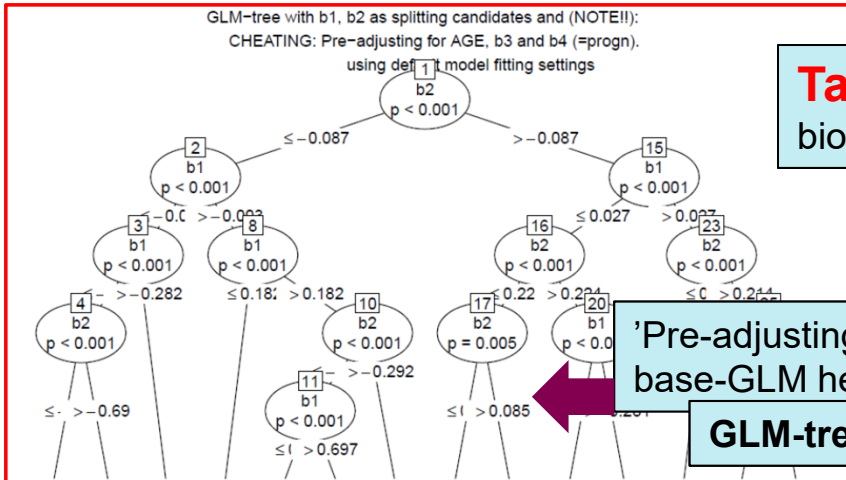 GLM−tree with b1, b2 as splitting candidates and (NOTE!!):
CHEATING: Pre−adjusting for AGE, b3 and b4 (=progn).
using model fitting settings
1
b2
p < 0.001
≤−0.087
>−0.087
2
b1
p < 0.001
15
b1
p < 0.001
≤0.027
3
b1
p < 0.001
8
b1
p < 0.001
16
b2
p < 0.001
23
b2
p < 0.001
>−0.282
≤0.182
>0.182
>0.214
4
b2
p < 0.001
10
b2
p < 0.001
17
b2
p = 0.005
20
b1
'Pre-adjusting
base-GLM
>−0.292
11
b1
p < 0.001
>−0.69
>0.085
>0.697
GLM-tre